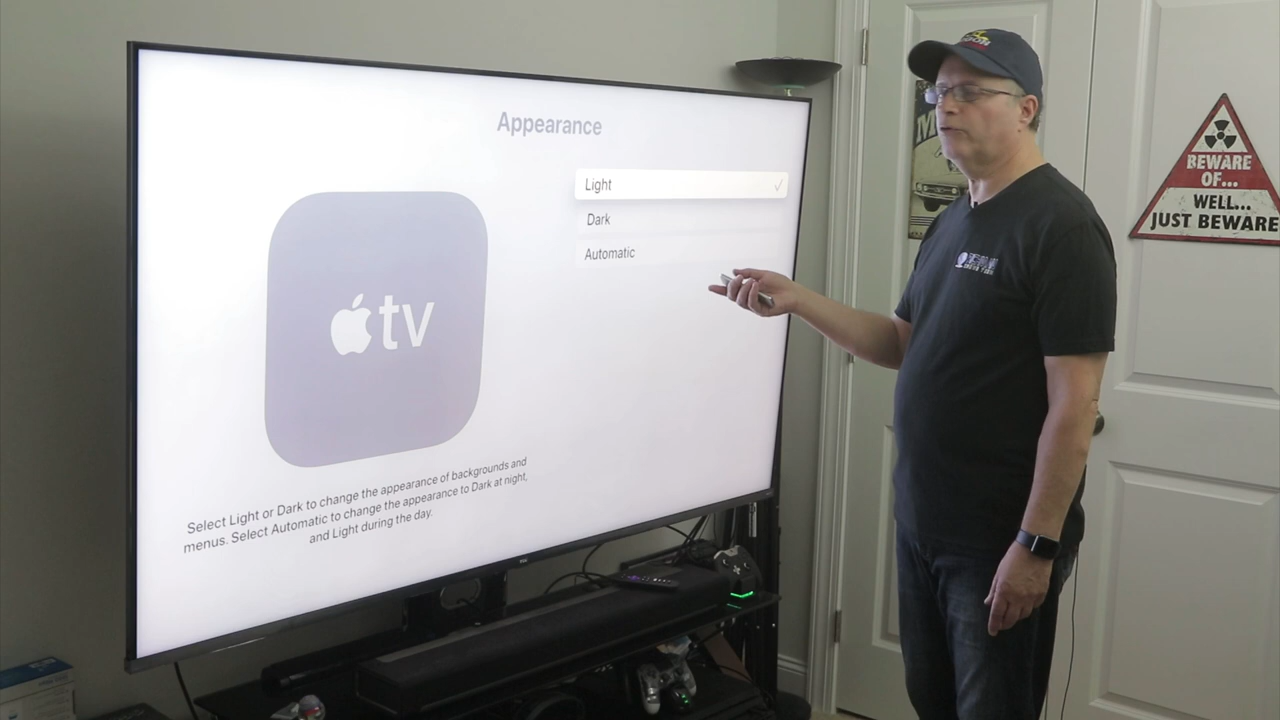 Appearance
Light
Dark
Automatic
tv
Select Light or Dark to change the appearance of backgrounds and
menus. Select Automatic to change the appearance to Dark at night,
and Light during the day.
TCL
BEWARE
OF...
WELL...
JUST BEWARE